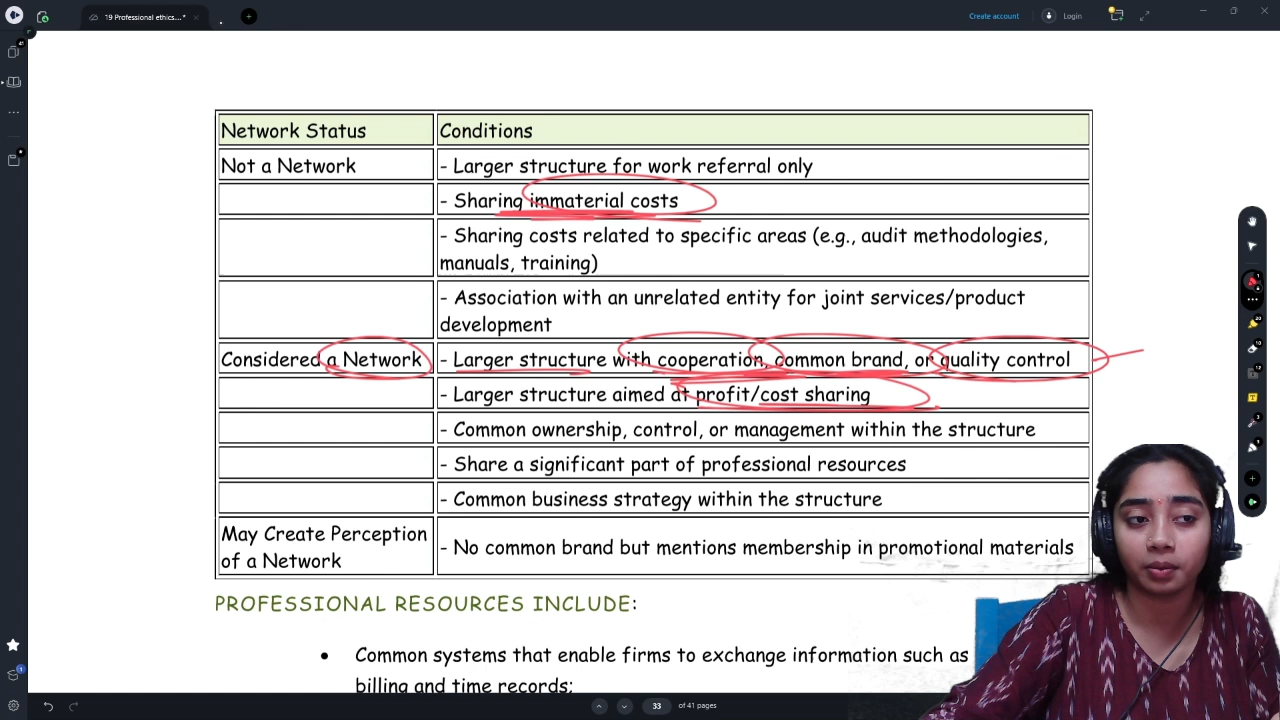 19 Professional ethics....*
Create account
Login
Network Status
Conditions
Not a Network
- Larger structure for work referral only
- Sharing immaterial costs
- Sharing costs related to specific areas (e.g., audit methodologies,
manuals, training)
- Association with an unrelated entity for joint services/product
development
Considered a Network
- Larger structure with cooperation, common brand, or quality control
- Larger structure aimed at profit/cost sharing
- Common ownership, control, or management within the structure
- Share a significant part of professional resources
- Common business strategy within the structure
May Create Perception
of a Network
- No common brand but mentions membership in promotional materials
PROFESSIONAL RESOURCES INCLUDE:
• Common systems that enable firms to exchange information such as
billing and time records;
33 of 41 pages